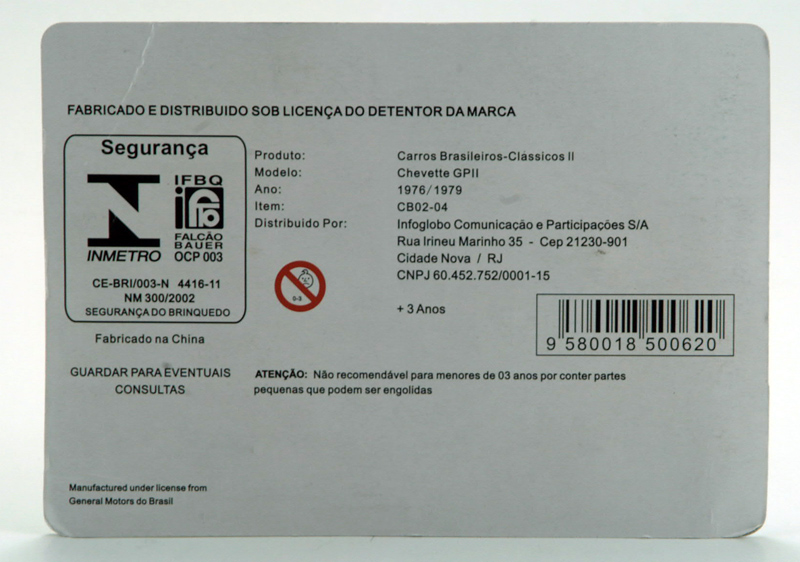 FABRICADO E DISTRIBUIDO SOB LICENÇA DO DETENTOR DA MARCA
Segurança
INMETRO
IFBQ
ifb
FALCÃO
BAUER
OCP 003
CE-BRI/003-N 4416-11
NM 300/2002
SEGURANÇA DO BRINQUEDO
Fabricado na China
GUARDAR PARA EVENTUAIS
CONSULTAS
Produto: Carros Brasileiros-Clássicos II
Modelo: Chevette GPII
Ano: 1976/1979
Item: CB02-04
Distribuido Por: Infoglobo Comunicação e Participações S/A
Rua Irineu Marinho 35 - Cep 21230-901
Cidade Nova / RJ
CNPJ 60.452.752/0001-15
0-3
+ 3 Anos
9 580018 500620
ATENÇÃO: Não recomendável para menores de 03 anos por conter partes
pequenas que podem ser engolidas
Manufactured under license from
General Motors do Brasil